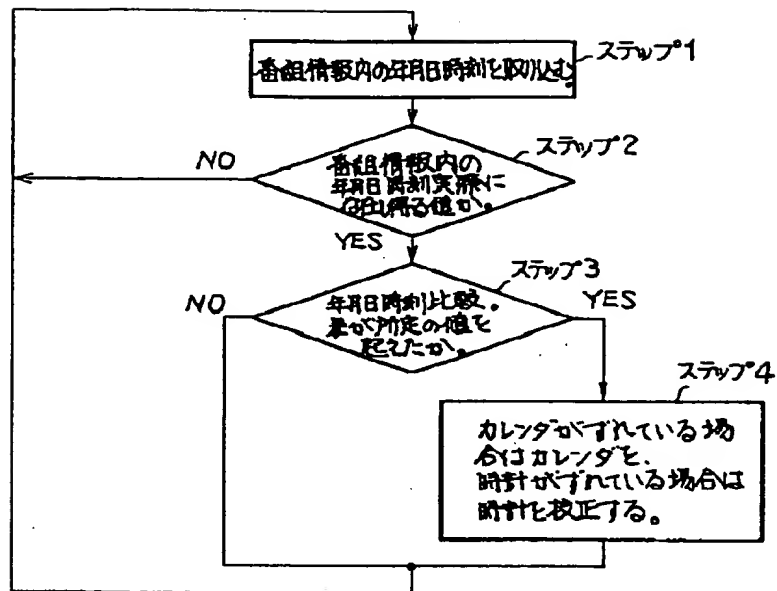 ステップ1
番組情報内の年月日時刻を取り込む。
ステップ2
NO
番組情報内の
年月日時刻実際に
存在し得る値か。
YES
ステップ3
NO
年月日時刻比較。
差が所定の値を
超えたか。
YES
ステップ4
カレンダがずれている場
合はカレンダを、
時計がずれている場合は
時計を校正する。